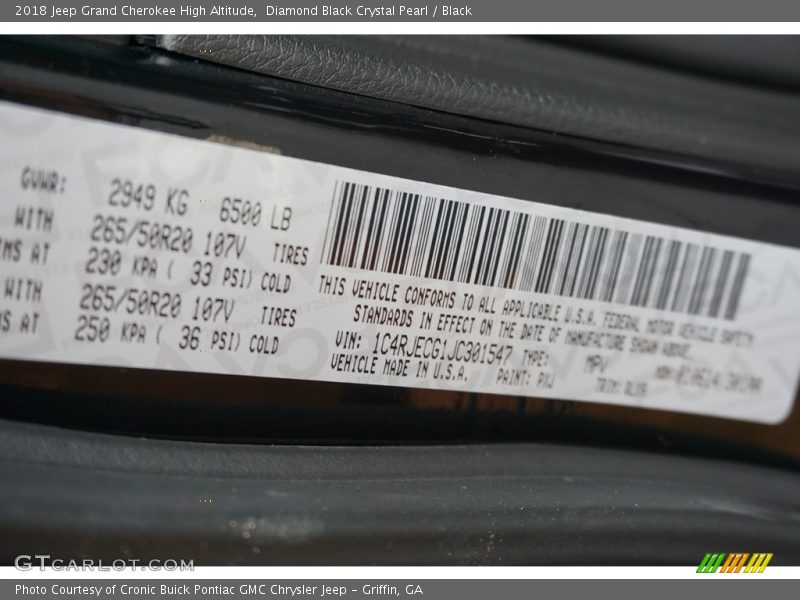 2018 Jeep Grand Cherokee High Altitude, Diamond Black Crystal Pearl / Black
GVWR: 2949 KG 6500 LB
WITH 265/50R20 107V TIRES
MS AT 230 KPA ( 33 PSI) COLD
WITH 265/50R20 107V TIRES
MS AT 250 KPA ( 36 PSI) COLD
THIS VEHICLE CONFORMS TO ALL APPLICABLE U.S.A. FEDERAL MOTOR VEHICLE SAFETY
STANDARDS IN EFFECT ON THE DATE OF MANUFACTURE SHOWN ABOVE.
VIN: 1C4RJECG1JC301547 TYPE: MPV
VEHICLE MADE IN U.S.A. PAINT: PXJ TRIM:
GTCARLOT.COM
Photo Courtesy of Cronic Buick Pontiac GMC Chrysler Jeep - Griffin, GA